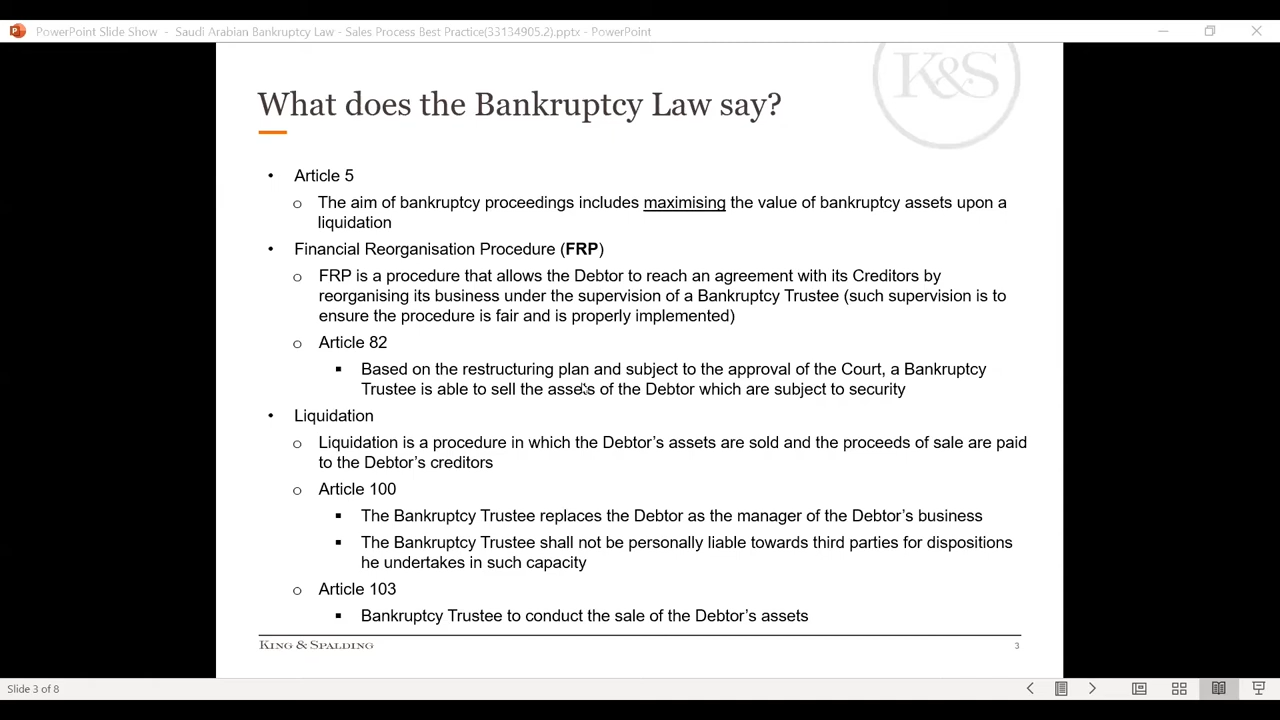 PowerPoint Slide Show - Saudi Arabian Bankruptcy Law - Sales Process Best Practice(33134905.2).pptx - PowerPoint
K&S
What does the Bankruptcy Law say?
• Article 5
o The aim of bankruptcy proceedings includes maximising the value of bankruptcy assets upon a
liquidation
• Financial Reorganisation Procedure (FRP)
o FRP is a procedure that allows the Debtor to reach an agreement with its Creditors by
reorganising its business under the supervision of a Bankruptcy Trustee (such supervision is to
ensure the procedure is fair and is properly implemented)
o Article 82
▪ Based on the restructuring plan and subject to the approval of the Court, a Bankruptcy
Trustee is able to sell the assets of the Debtor which are subject to security
• Liquidation
o Liquidation is a procedure in which the Debtor's assets are sold and the proceeds of sale are paid
to the Debtor's creditors
o Article 100
▪ The Bankruptcy Trustee replaces the Debtor as the manager of the Debtor's business
▪ The Bankruptcy Trustee shall not be personally liable towards third parties for dispositions
he undertakes in such capacity
o Article 103
▪ Bankruptcy Trustee to conduct the sale of the Debtor's assets
KING & SPALDING
3
Slide 3 of 8